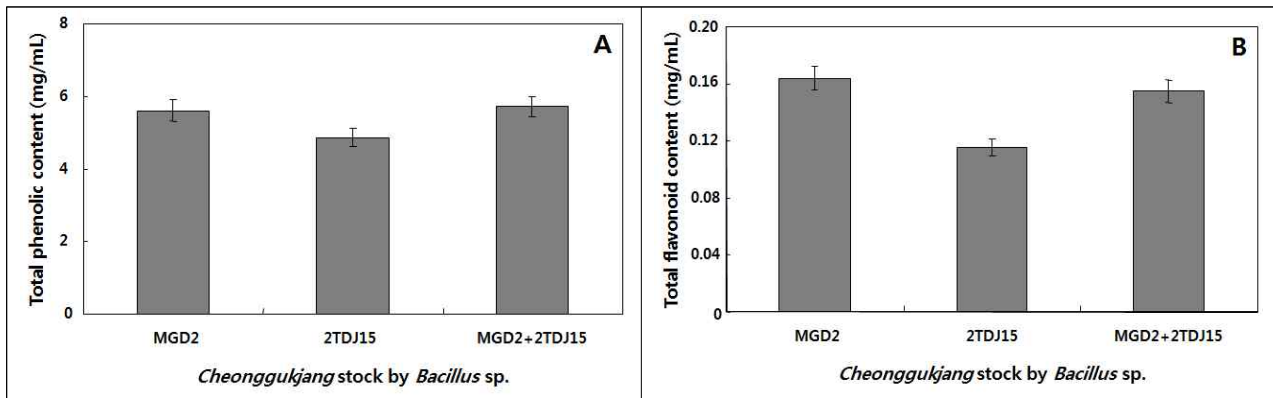 A
Total phenolic content (mg/mL)
8
6
4
2
0
MGD2 2TDJ15 MGD2+2TDJ15
Cheonggukjang stock by Bacillus sp.
B
Total flavonoid content (mg/mL)
0.20
0.16
0.12
0.08
0.04
0
MGD2 2TDJ15 MGD2+2TDJ15
Cheonggukjang stock by Bacillus sp.